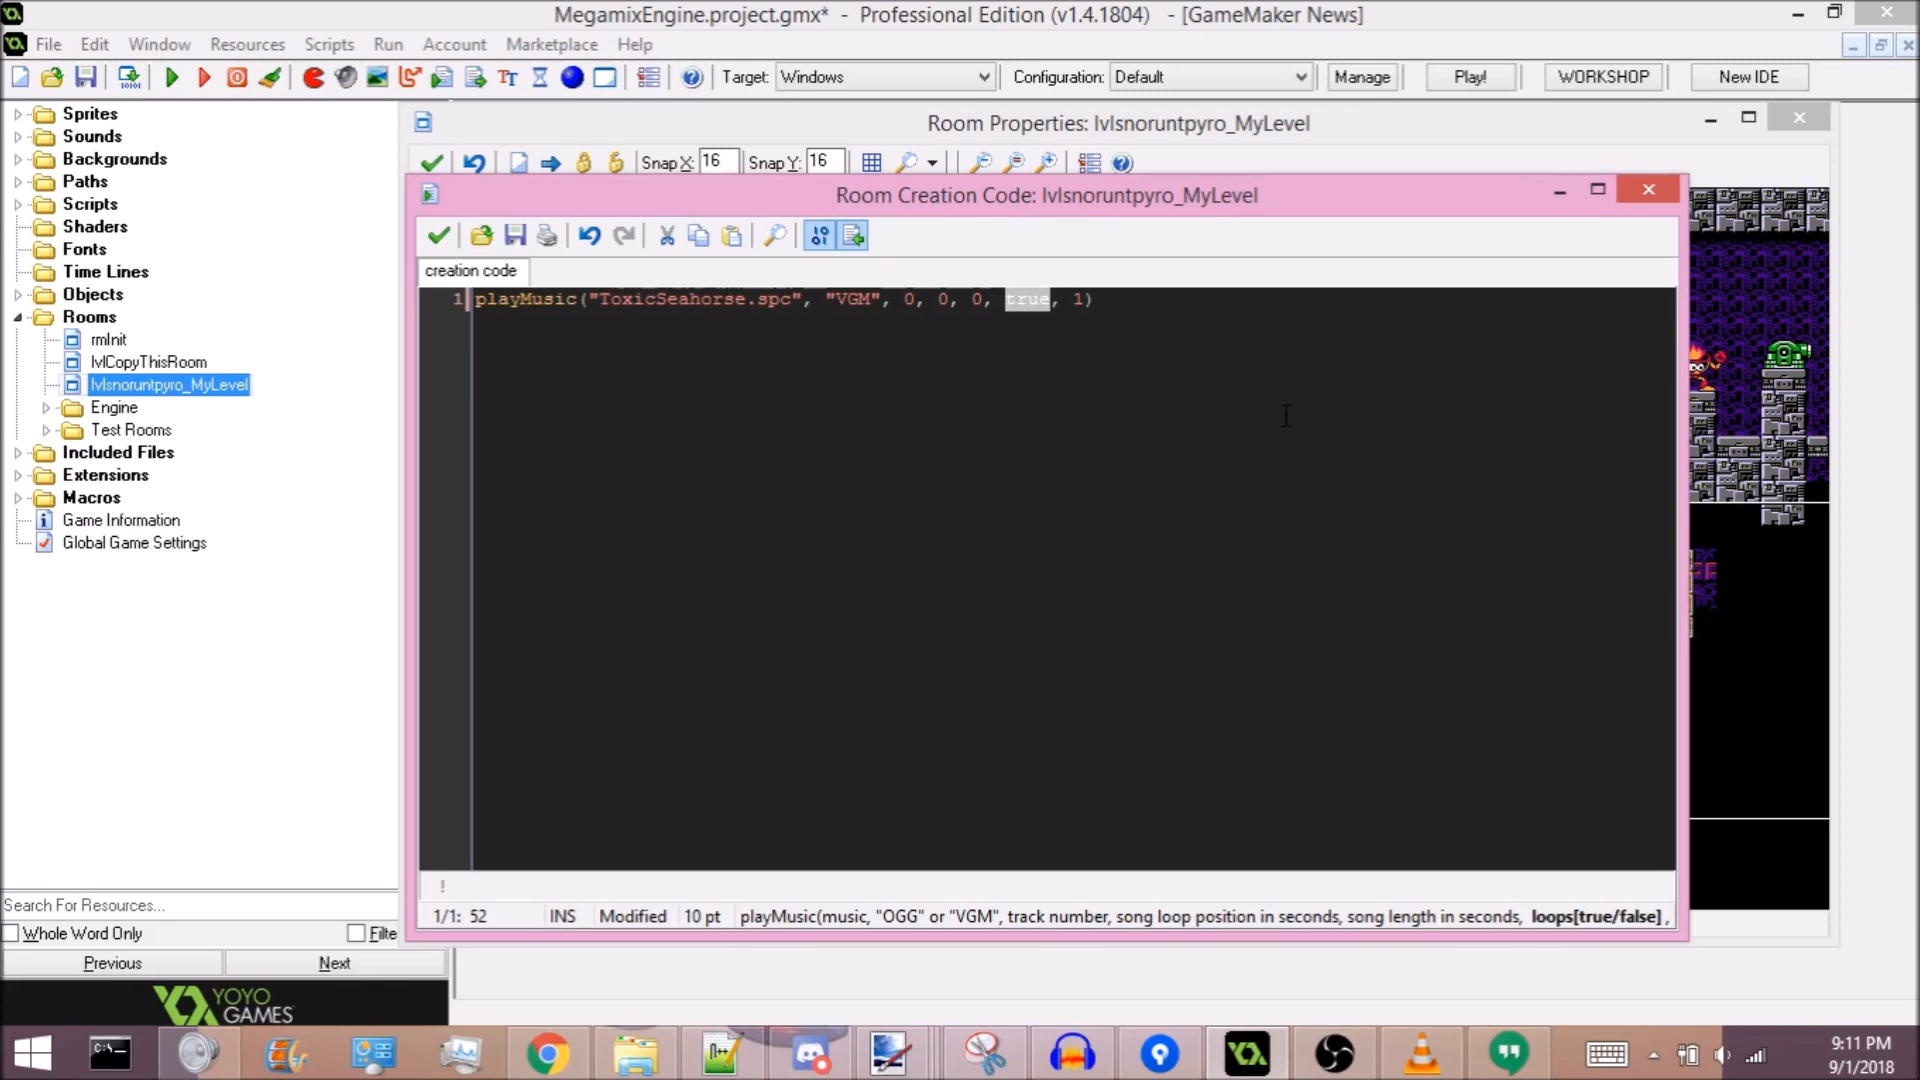 MegamixEngine.project.gmx* - Professional Edition (v1.4.1804) - [GameMaker News]
File Edit Window Resources Scripts Run Account Marketplace Help
Target: Windows Configuration: Default Manage Play! WORKSHOP New IDE
Sprites
Sounds
Backgrounds
Paths
Scripts
Shaders
Fonts
Time Lines
Objects
Rooms
rmInit
lvlCopyThisRoom
lvlsnoruntpyro_MyLevel
Engine
Test Rooms
Included Files
Extensions
Macros
Game Information
Global Game Settings
Search For Resources...
Whole Word Only Filte
Previous Next
YOYO
GAMES
Room Properties: lvlsnoruntpyro_MyLevel
Snap X: 16 Snap Y: 16
Room Creation Code: lvlsnoruntpyro_MyLevel
creation code
1 playMusic("ToxicSeahorse.spc", "VGM", 0, 0, 0, true, 1)
1/1: 52 INS Modified 10 pt playMusic(music, "OGG" or "VGM", track number, song loop position in seconds, song length in seconds, loops[true/false],
9:11 PM
9/1/2018